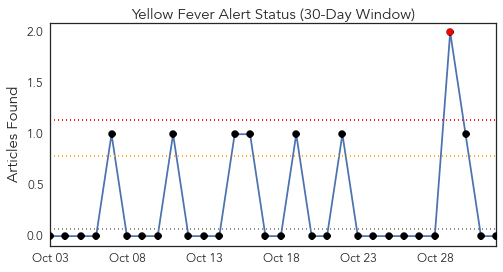 Yellow Fever Alert Status (30-Day Window)
2.0
1.5
1.0
0.5
0.0
Articles Found
Oct 03 Oct 08 Oct 13 Oct 18 Oct 23 Oct 28